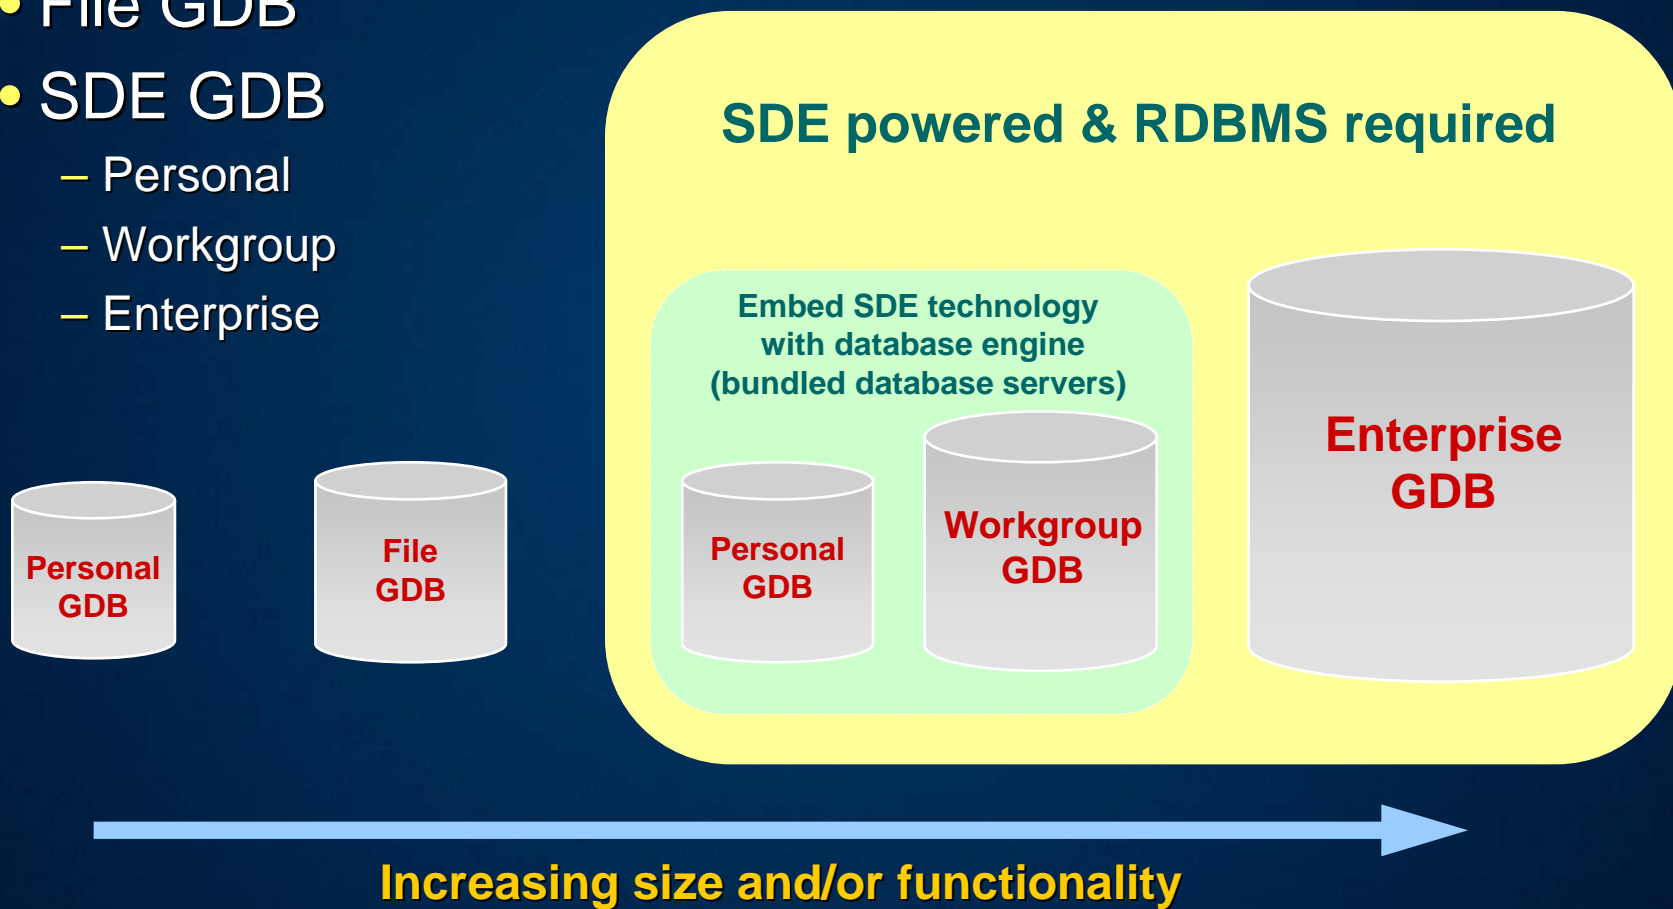 • File GDB
• SDE GDB
– Personal
– Workgroup
– Enterprise
SDE powered & RDBMS required
Embed SDE technology
with database engine
(bundled database servers)
Personal
GDB
File
GDB
Personal
GDB
Workgroup
GDB
Enterprise
GDB
Increasing size and/or functionality